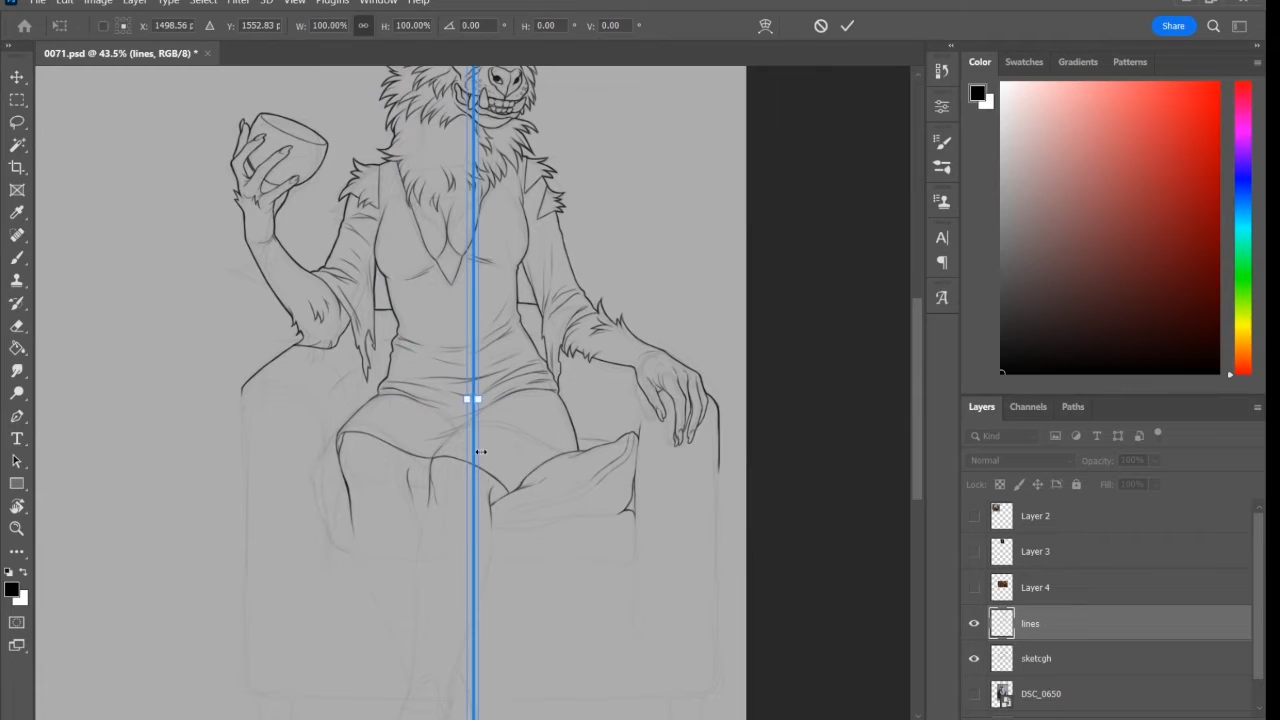 File Edit Image Layer Type Select Filter 3D View Plugins Window Help
X: 1498.56 p Y: 1552.83 p W: 100.00% H: 100.00% 0.00 ° H: 0.00 ° V: 0.00 ° Share
0071.psd @ 43.5% (lines, RGB/8) * ×
Color Swatches Gradients Patterns
Layers Channels Paths
Kind
Normal Opacity: 100%
Lock: Fill: 100%
Layer 2
Layer 3
Layer 4
lines
sketcgh
DSC_0650